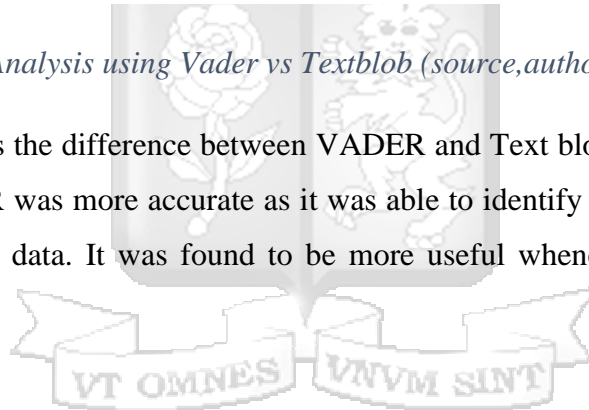 Analysis using Vader vs Textblob (source,autho
s the difference between VADER and Text blo
R was more accurate as it was able to identify
data. It was found to be more useful when
VT OMNES VNVM SINT